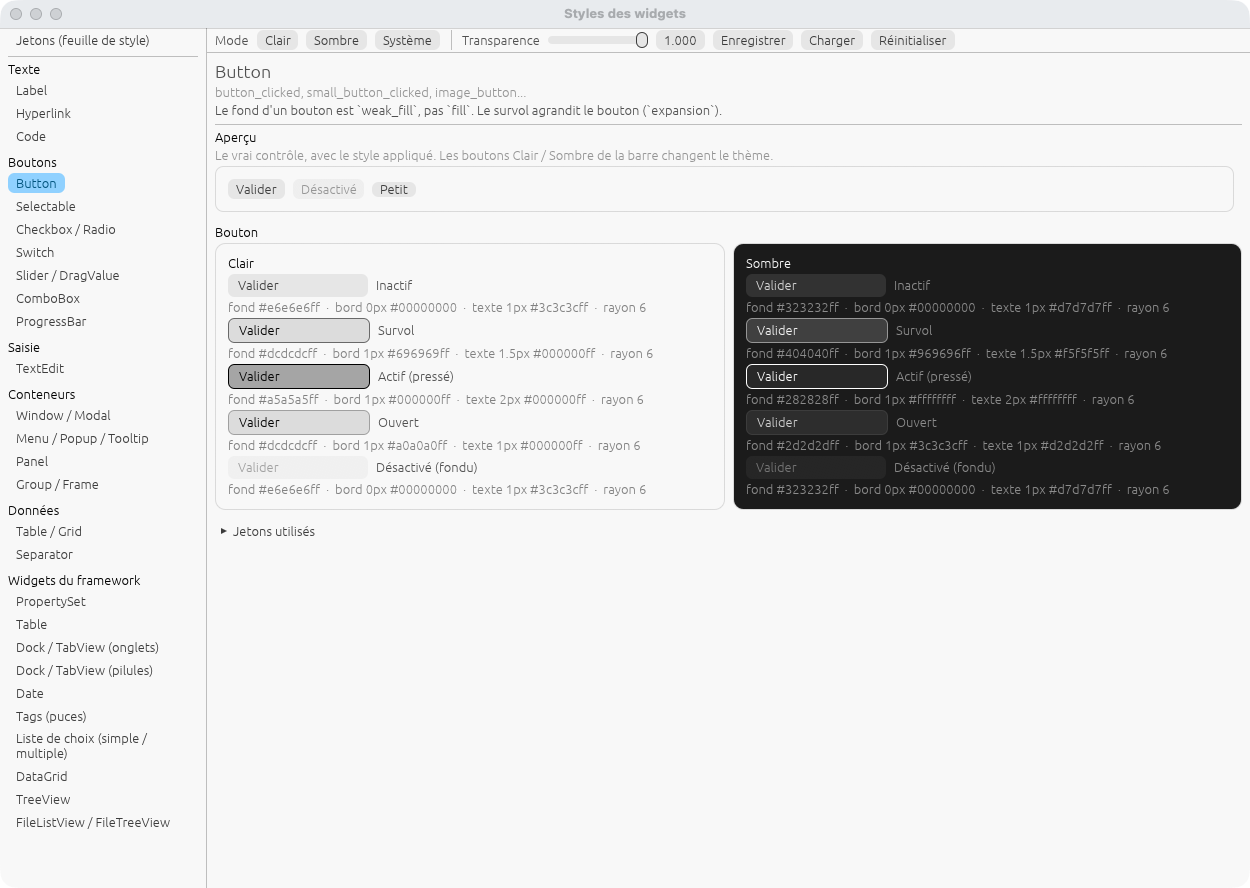 Styles des widgets
Jetons (feuille de style)
Texte
Label
Hyperlink
Code
Boutons
Button
Selectable
Checkbox / Radio
Switch
Slider / DragValue
ComboBox
ProgressBar
Saisie
TextEdit
Conteneurs
Window / Modal
Menu / Popup / Tooltip
Panel
Group / Frame
Données
Table / Grid
Separator
Widgets du framework
PropertySet
Table
Dock / TabView (onglets)
Dock / TabView (pilules)
Date
Tags (puces)
Liste de choix (simple /
multiple)
DataGrid
TreeView
FileListView / FileTreeView
Mode Clair Sombre Système Transparence 1.000 Enregistrer Charger Réinitialiser
Button
button_clicked, small_button_clicked, image_button...
Le fond d'un bouton est `weak_fill`, pas `fill`. Le survol agrandit le bouton (`expansion`).
Aperçu
Le vrai contrôle, avec le style appliqué. Les boutons Clair / Sombre de la barre changent le thème.
Valider Désactivé Petit
Bouton
Clair
Valider Inactif
fond #e6e6e6ff · bord 0px #00000000 · texte 1px #3c3c3cff · rayon 6
Valider Survol
fond #dcdcdcff · bord 1px #696969ff · texte 1.5px #000000ff · rayon 6
Valider Actif (pressé)
fond #a5a5a5ff · bord 1px #000000ff · texte 2px #000000ff · rayon 6
Valider Ouvert
fond #dcdcdcff · bord 1px #a0a0a0ff · texte 1px #000000ff · rayon 6
Valider Désactivé (fondu)
fond #e6e6e6ff · bord 0px #00000000 · texte 1px #3c3c3cff · rayon 6
Sombre
Valider Inactif
fond #323232ff · bord 0px #00000000 · texte 1px #d7d7d7ff · rayon 6
Valider Survol
fond #404040ff · bord 1px #969696ff · texte 1.5px #f5f5f5ff · rayon 6
Valider Actif (pressé)
fond #282828ff · bord 1px #ffffffff · texte 2px #ffffffff · rayon 6
Valider Ouvert
fond #2d2d2dff · bord 1px #3c3c3cff · texte 1px #d2d2d2ff · rayon 6
Valider Désactivé (fondu)
fond #323232ff · bord 0px #00000000 · texte 1px #d7d7d7ff · rayon 6
Jetons utilisés